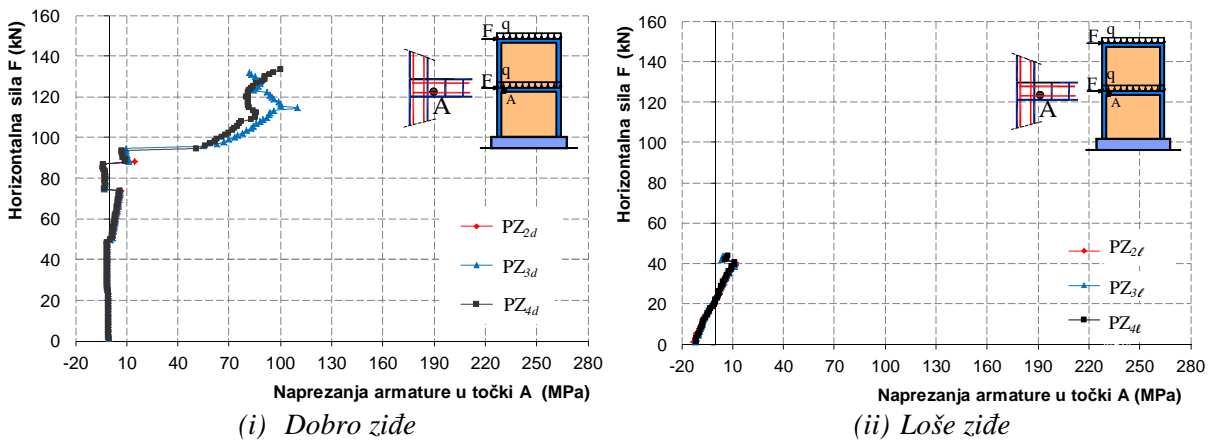 Horizontalna sila F (kN)
160
140
120
100
80
60
40
20
0
-20 10 40 70 100 130 160 190 220 250 280
Naprezanja armature u točki A (MPa)
F q
F q
A
A
PZ2d
PZ3d
PZ4d
(i) Dobro ziđe
Horizontalna sila F (kN)
160
140
120
100
80
60
40
20
0
-20 10 40 70 100 130 160 190 220 250 280
Naprezanja armature u točki A (MPa)
F q
F q
A
A
PZ2ℓ
PZ3ℓ
PZ4ℓ
(ii) Loše ziđe